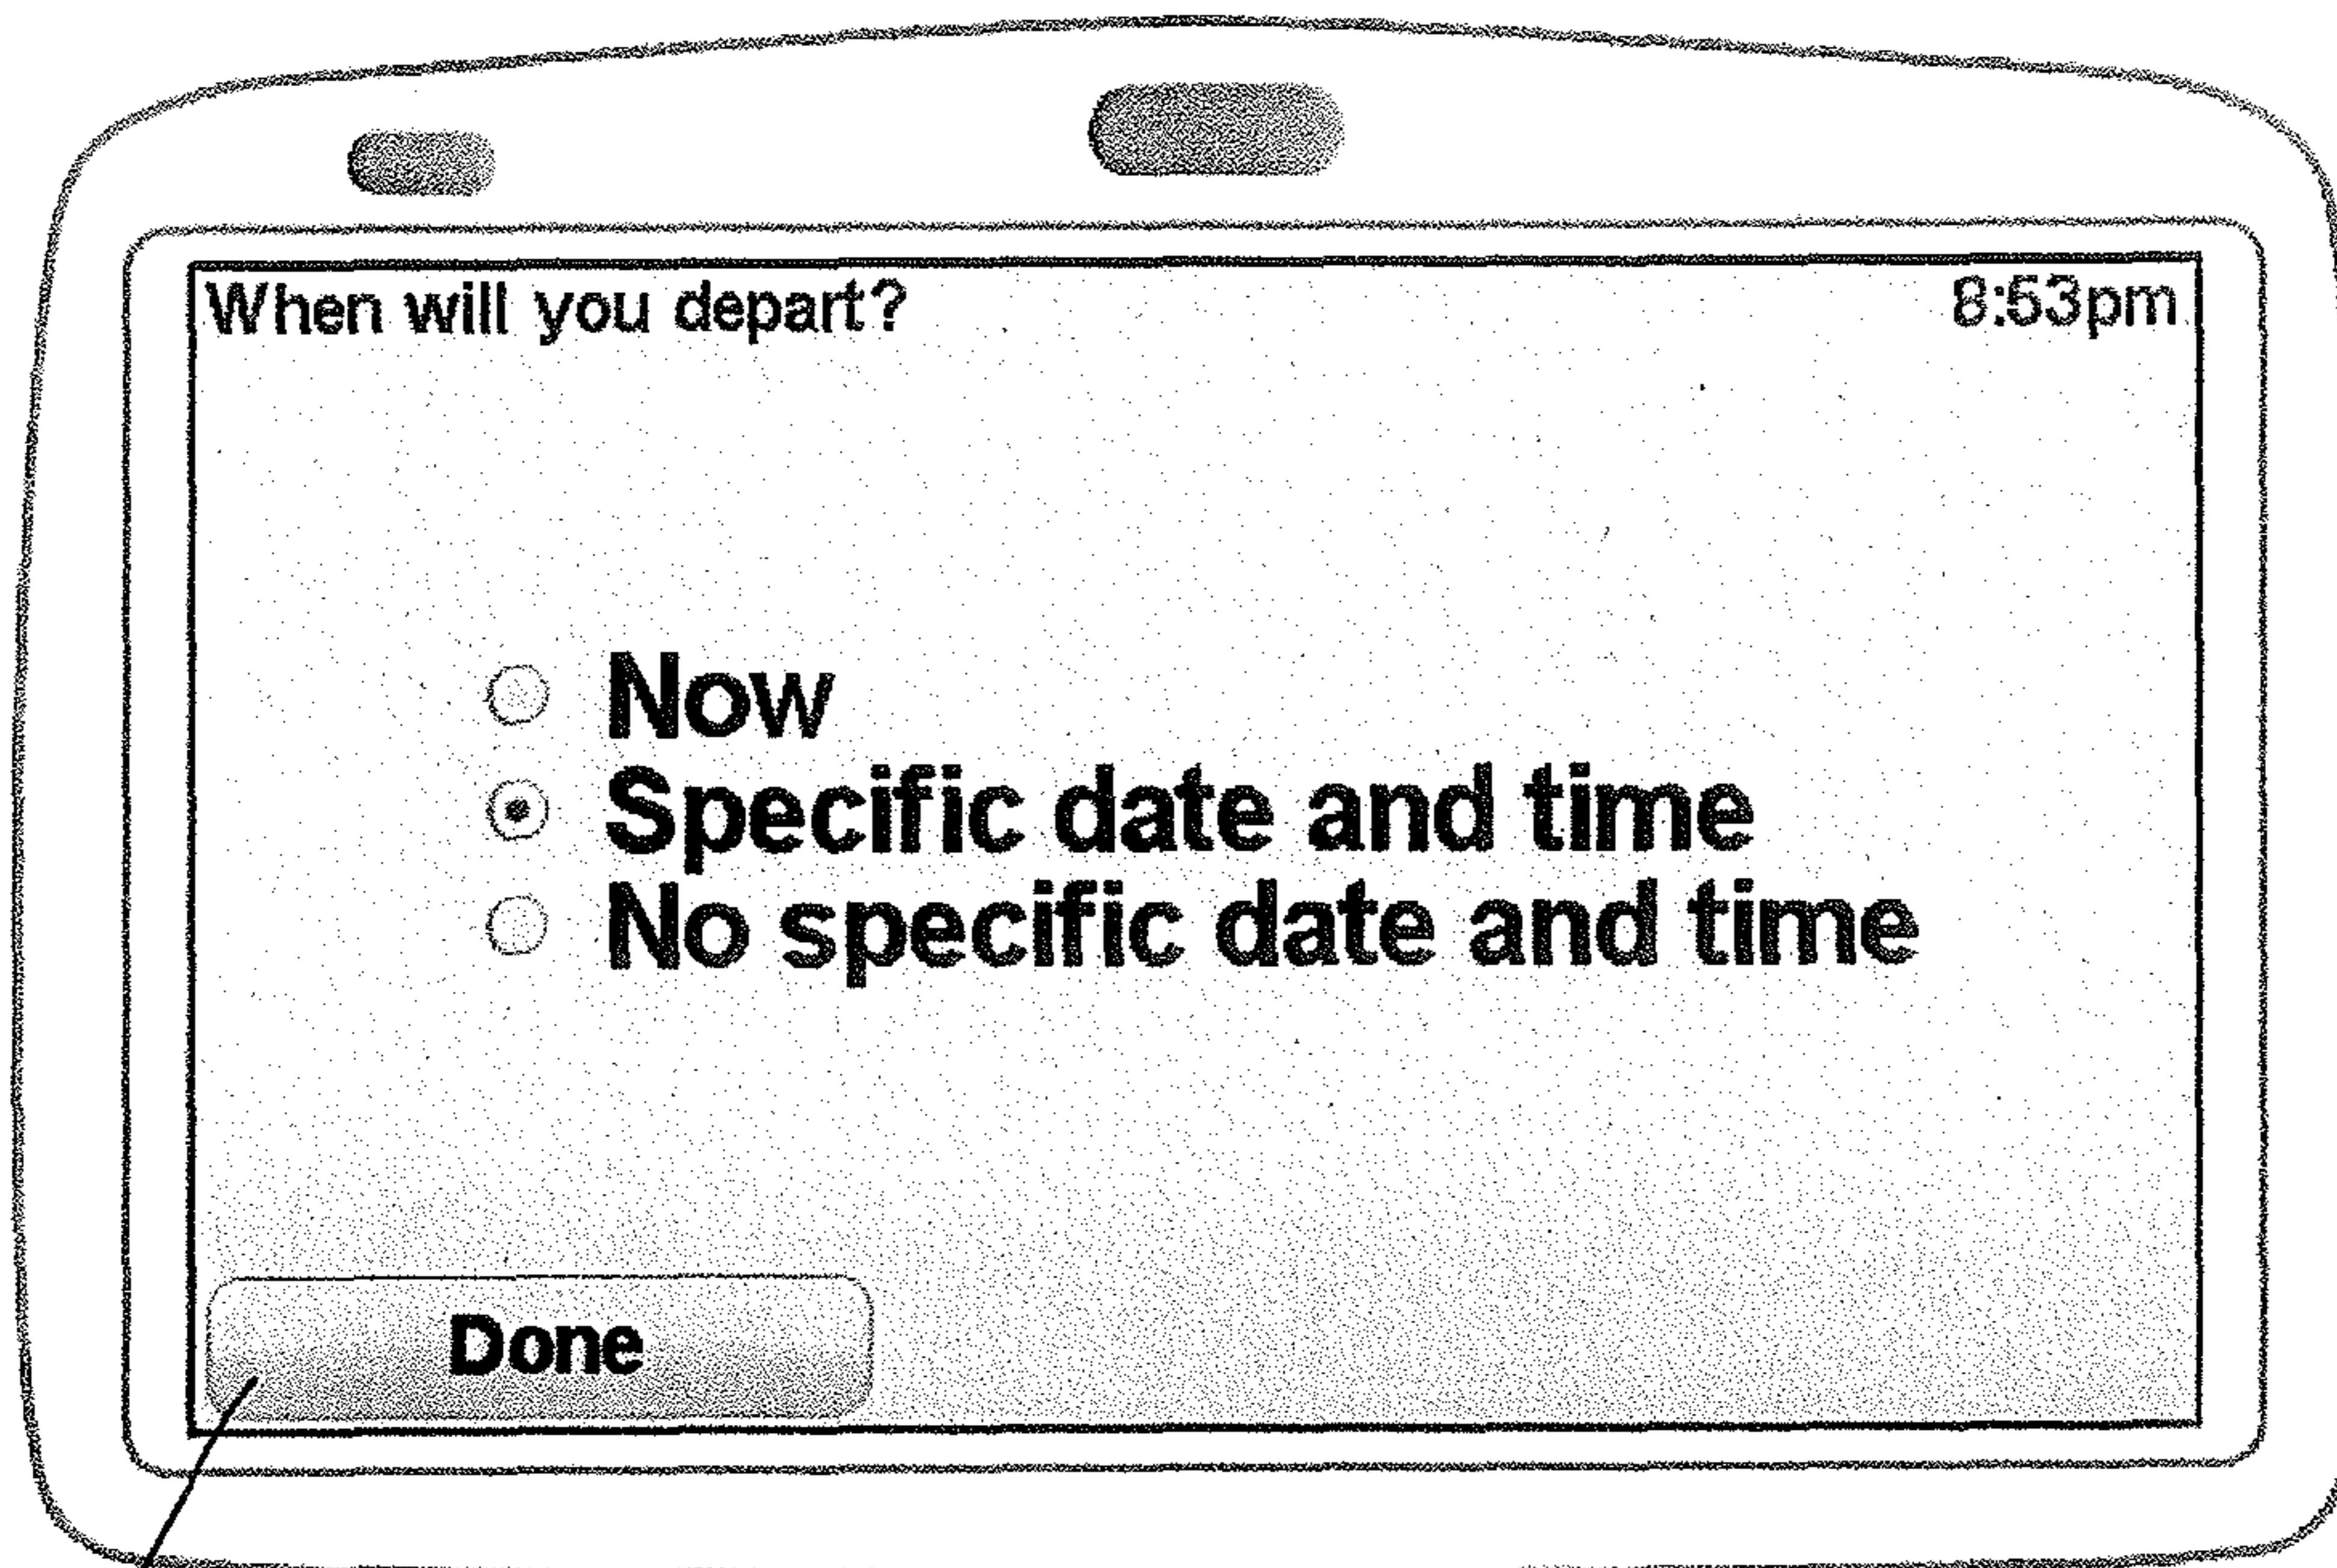 When will you depart? 8:53pm
Now
Specific date and time
No specific date and time
Done